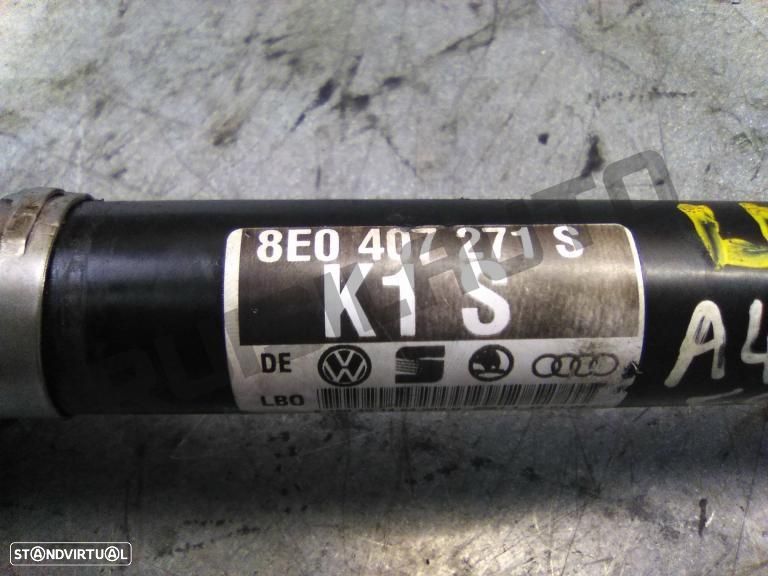 8E0 407 271 S
K1 S
DE
LBO
A4
STANDVIRTUAL